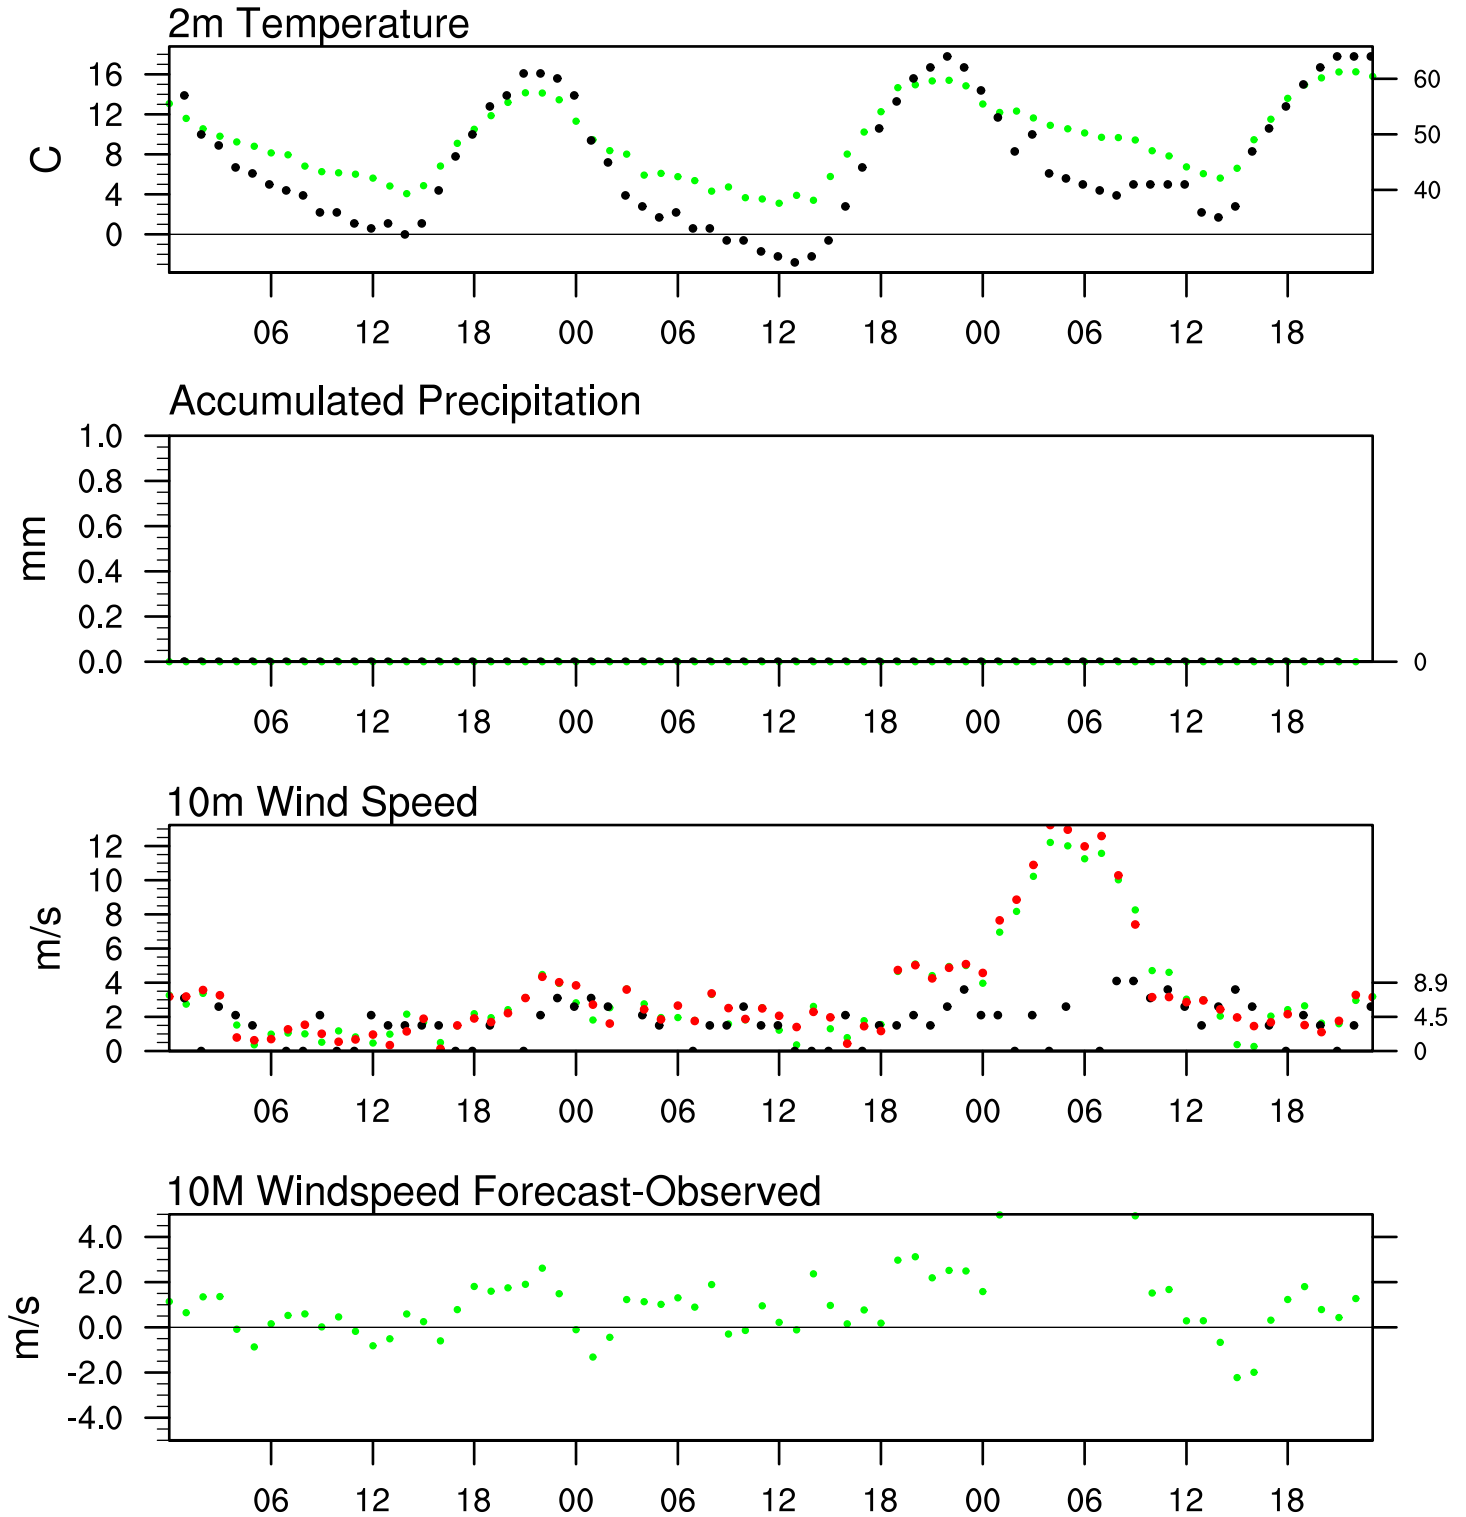 2m Temperature
16
12
8
4
0
C
60
50
40
06 12 18 00 06 12 18 00 06 12 18
Accumulated Precipitation
1.0
0.8
0.6
0.4
0.2
0.0
mm
0
06 12 18 00 06 12 18 00 06 12 18
10m Wind Speed
12
10
8
6
4
2
0
m/s
8.9
4.5
0
06 12 18 00 06 12 18 00 06 12 18
10M Windspeed Forecast-Observed
4.0
2.0
0.0
-2.0
-4.0
m/s
06 12 18 00 06 12 18 00 06 12 18